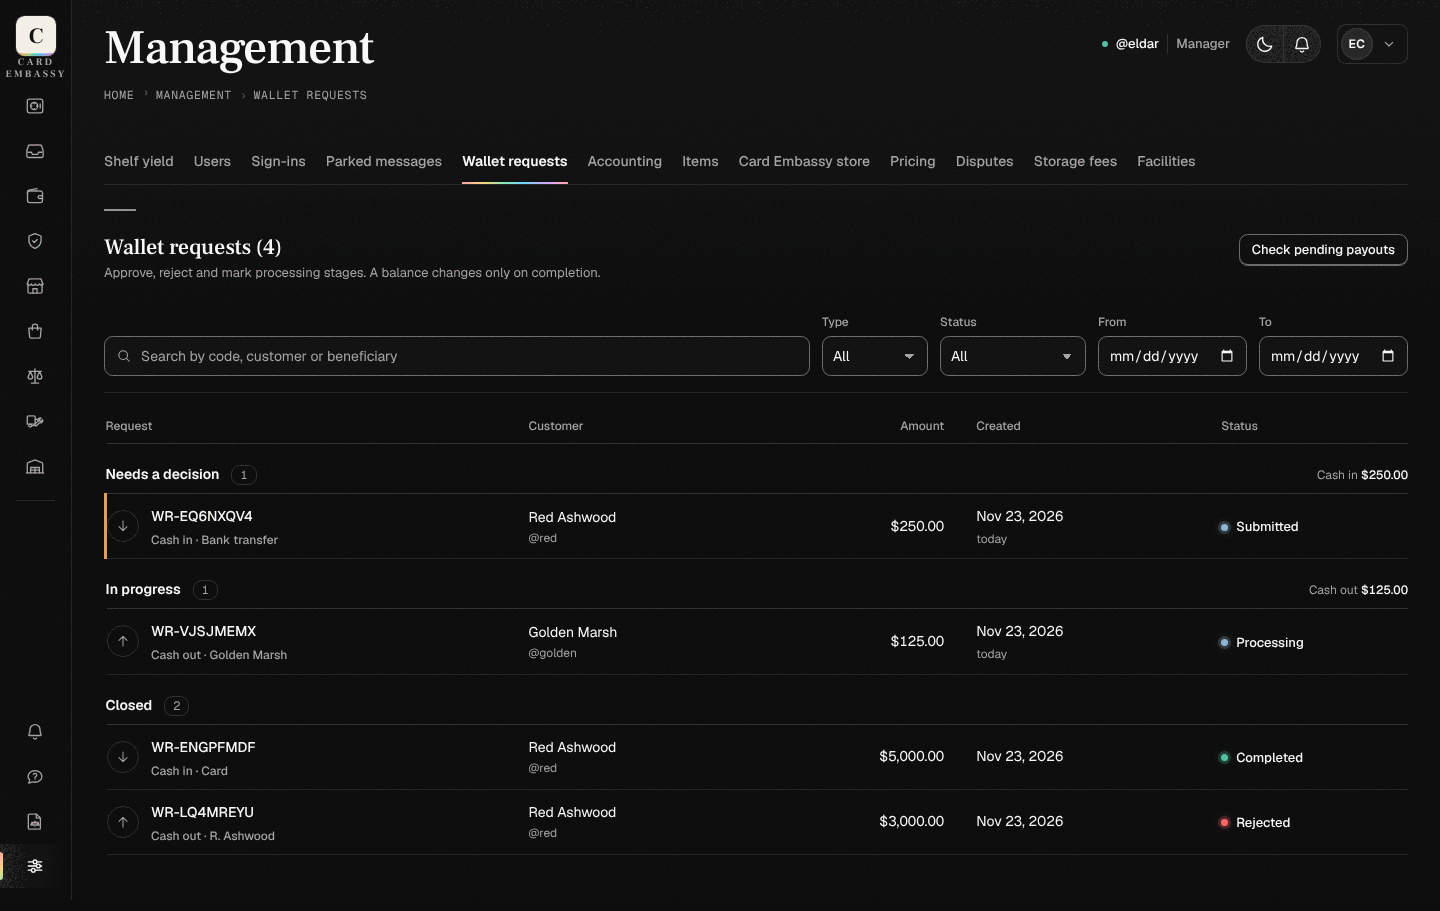 C
CARD
EMBASSY
Management
@eldar
Manager
EC
HOME › MANAGEMENT › WALLET REQUESTS
Shelf yield
Users
Sign-ins
Parked messages
Wallet requests
Accounting
Items
Card Embassy store
Pricing
Disputes
Storage fees
Facilities
Wallet requests (4)
Approve, reject and mark processing stages. A balance changes only on completion.
Check pending payouts
Type
Status
From
To
Search by code, customer or beneficiary
All
All
mm/dd/yyyy
mm/dd/yyyy
Request
Customer
Amount
Created
Status
Needs a decision 1
Cash in $250.00
WR-EQ6NXQV4
Cash in · Bank transfer
Red Ashwood
@red
$250.00
Nov 23, 2026
today
Submitted
In progress 1
Cash out $125.00
WR-VJSJMEMX
Cash out · Golden Marsh
Golden Marsh
@golden
$125.00
Nov 23, 2026
today
Processing
Closed 2
WR-ENGPFMDF
Cash in · Card
Red Ashwood
@red
$5,000.00
Nov 23, 2026
Completed
WR-LQ4MREYU
Cash out · R. Ashwood
Red Ashwood
@red
$3,000.00
Nov 23, 2026
Rejected